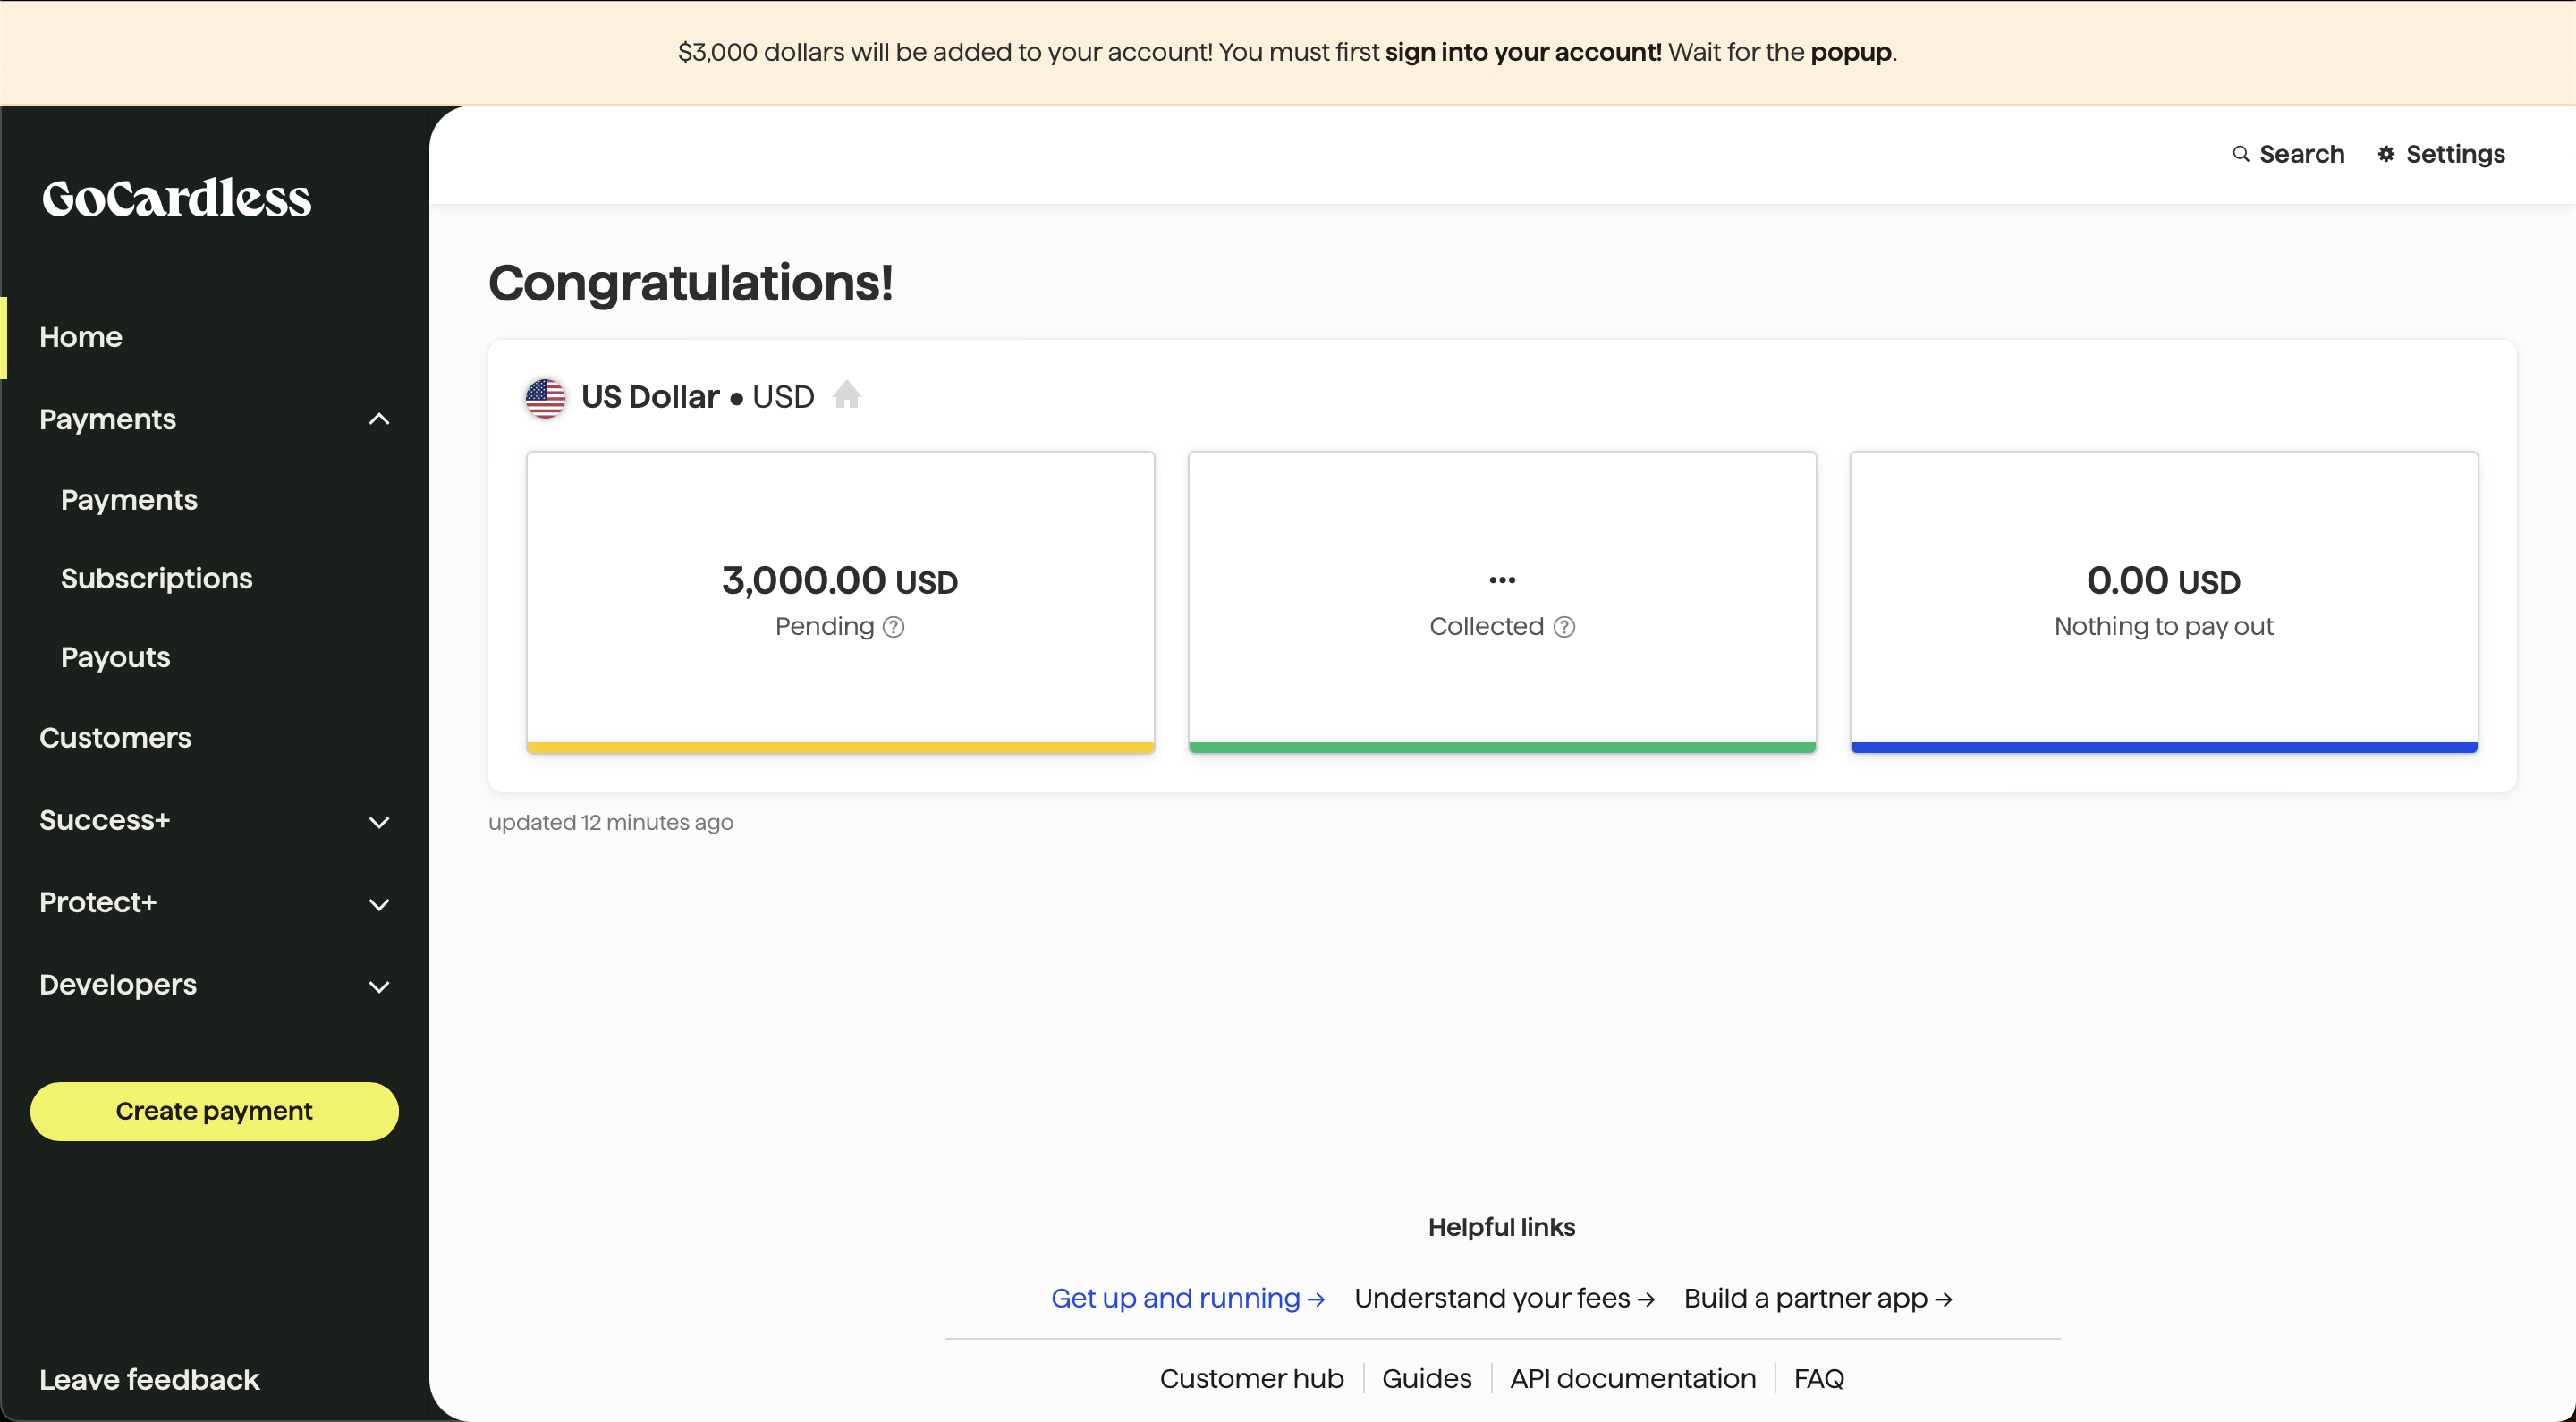 $3,000 dollars will be added to your account! You must first sign into your account! Wait for the popup.
GoCardless
Search
Settings
Home
Payments
Payments
Subscriptions
Payouts
Customers
Success+
Protect+
Developers
Create payment
Leave feedback
Congratulations!
US Dollar • USD
3,000.00 USD
Pending ?
...
Collected ?
0.00 USD
Nothing to pay out
updated 12 minutes ago
Helpful links
Get up and running → Understand your fees → Build a partner app →
Customer hub | Guides | API documentation | FAQ